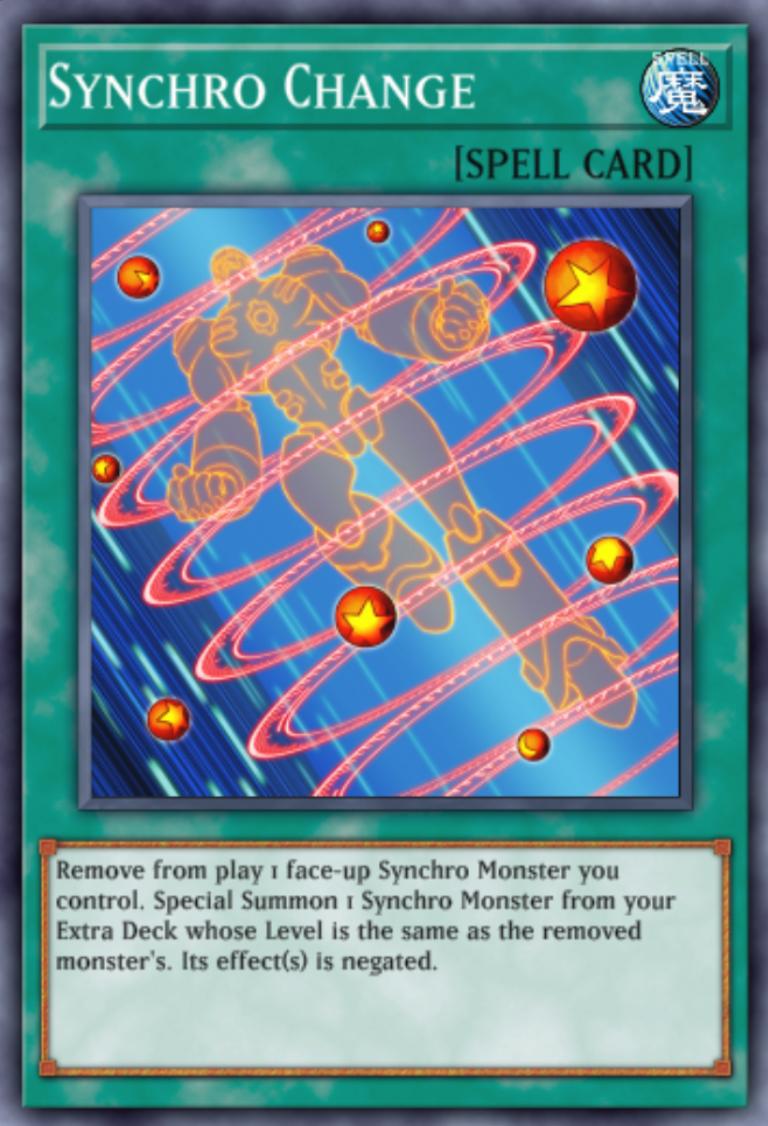 SYNCHRO CHANGE
SPELL
魔
[SPELL CARD]
Remove from play 1 face-up Synchro Monster you
control. Special Summon 1 Synchro Monster from your
Extra Deck whose Level is the same as the removed
monster's. Its effect(s) is negated.